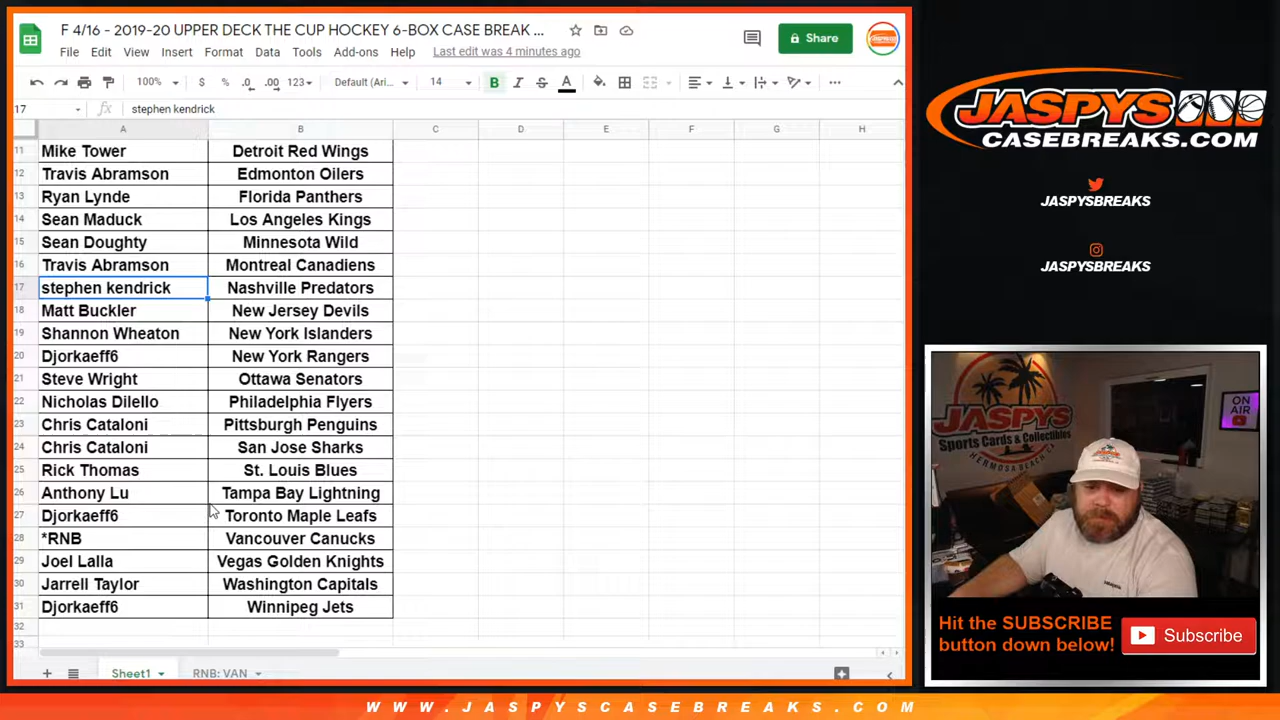 F 4/16 - 2019-20 UPPER DECK THE CUP HOCKEY 6-BOX CASE BREAK ...
Share
File Edit View Insert Format Data Tools Add-ons Help Last edit was 4 minutes ago
100% $ % .0 .00 123 Default (Ari... 14 B I S A
17 fx stephen kendrick
A B C D E F G H
11 Mike Tower Detroit Red Wings
12 Travis Abramson Edmonton Oilers
13 Ryan Lynde Florida Panthers
14 Sean Maduck Los Angeles Kings
15 Sean Doughty Minnesota Wild
16 Travis Abramson Montreal Canadiens
17 stephen kendrick Nashville Predators
18 Matt Buckler New Jersey Devils
19 Shannon Wheaton New York Islanders
20 Djorkaeff6 New York Rangers
21 Steve Wright Ottawa Senators
22 Nicholas Dilello Philadelphia Flyers
23 Chris Cataloni Pittsburgh Penguins
24 Chris Cataloni San Jose Sharks
25 Rick Thomas St. Louis Blues
26 Anthony Lu Tampa Bay Lightning
27 Djorkaeff6 Toronto Maple Leafs
28 *RNB Vancouver Canucks
29 Joel Lalla Vegas Golden Knights
30 Jarrell Taylor Washington Capitals
31 Djorkaeff6 Winnipeg Jets
32
33
Sheet1 RNB: VAN
JASPYS
CASEBREAKS.COM
JASPYSBREAKS
JASPYSBREAKS
JASPYS
Sports Cards & Collectibles
HERMOSA BEACH
ON
AIR
Hit the SUBSCRIBE
button down below!
Subscribe
WWW.JASPYSCASEBREAKS.COM